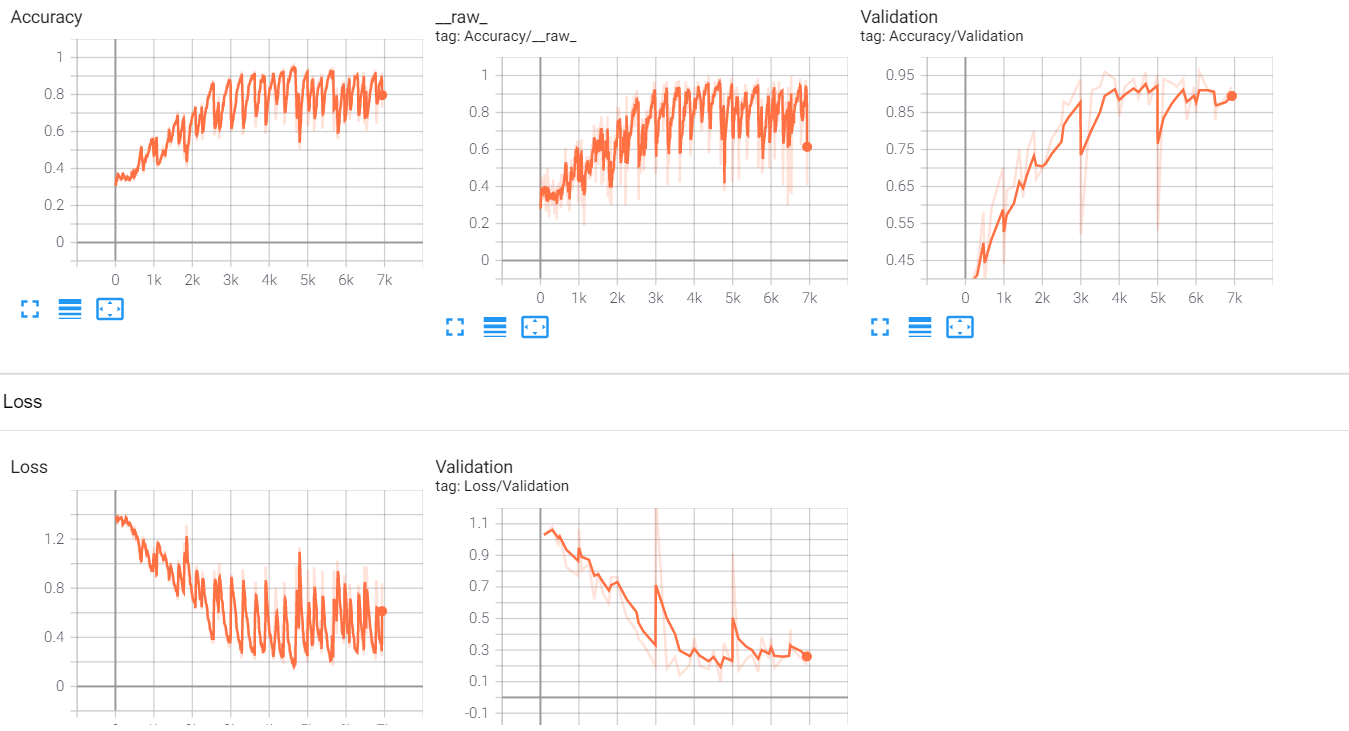 Accuracy
1
0.8
0.6
0.4
0.2
0
0 1k 2k 3k 4k 5k 6k 7k
__raw_
tag: Accuracy/__raw_
1
0.8
0.6
0.4
0.2
0
0 1k 2k 3k 4k 5k 6k 7k
Validation
tag: Accuracy/Validation
0.95
0.85
0.75
0.65
0.55
0.45
0 1k 2k 3k 4k 5k 6k 7k
Loss
Loss
1.2
0.8
0.4
0
Validation
tag: Loss/Validation
1.1
0.9
0.7
0.5
0.3
0.1
-0.1